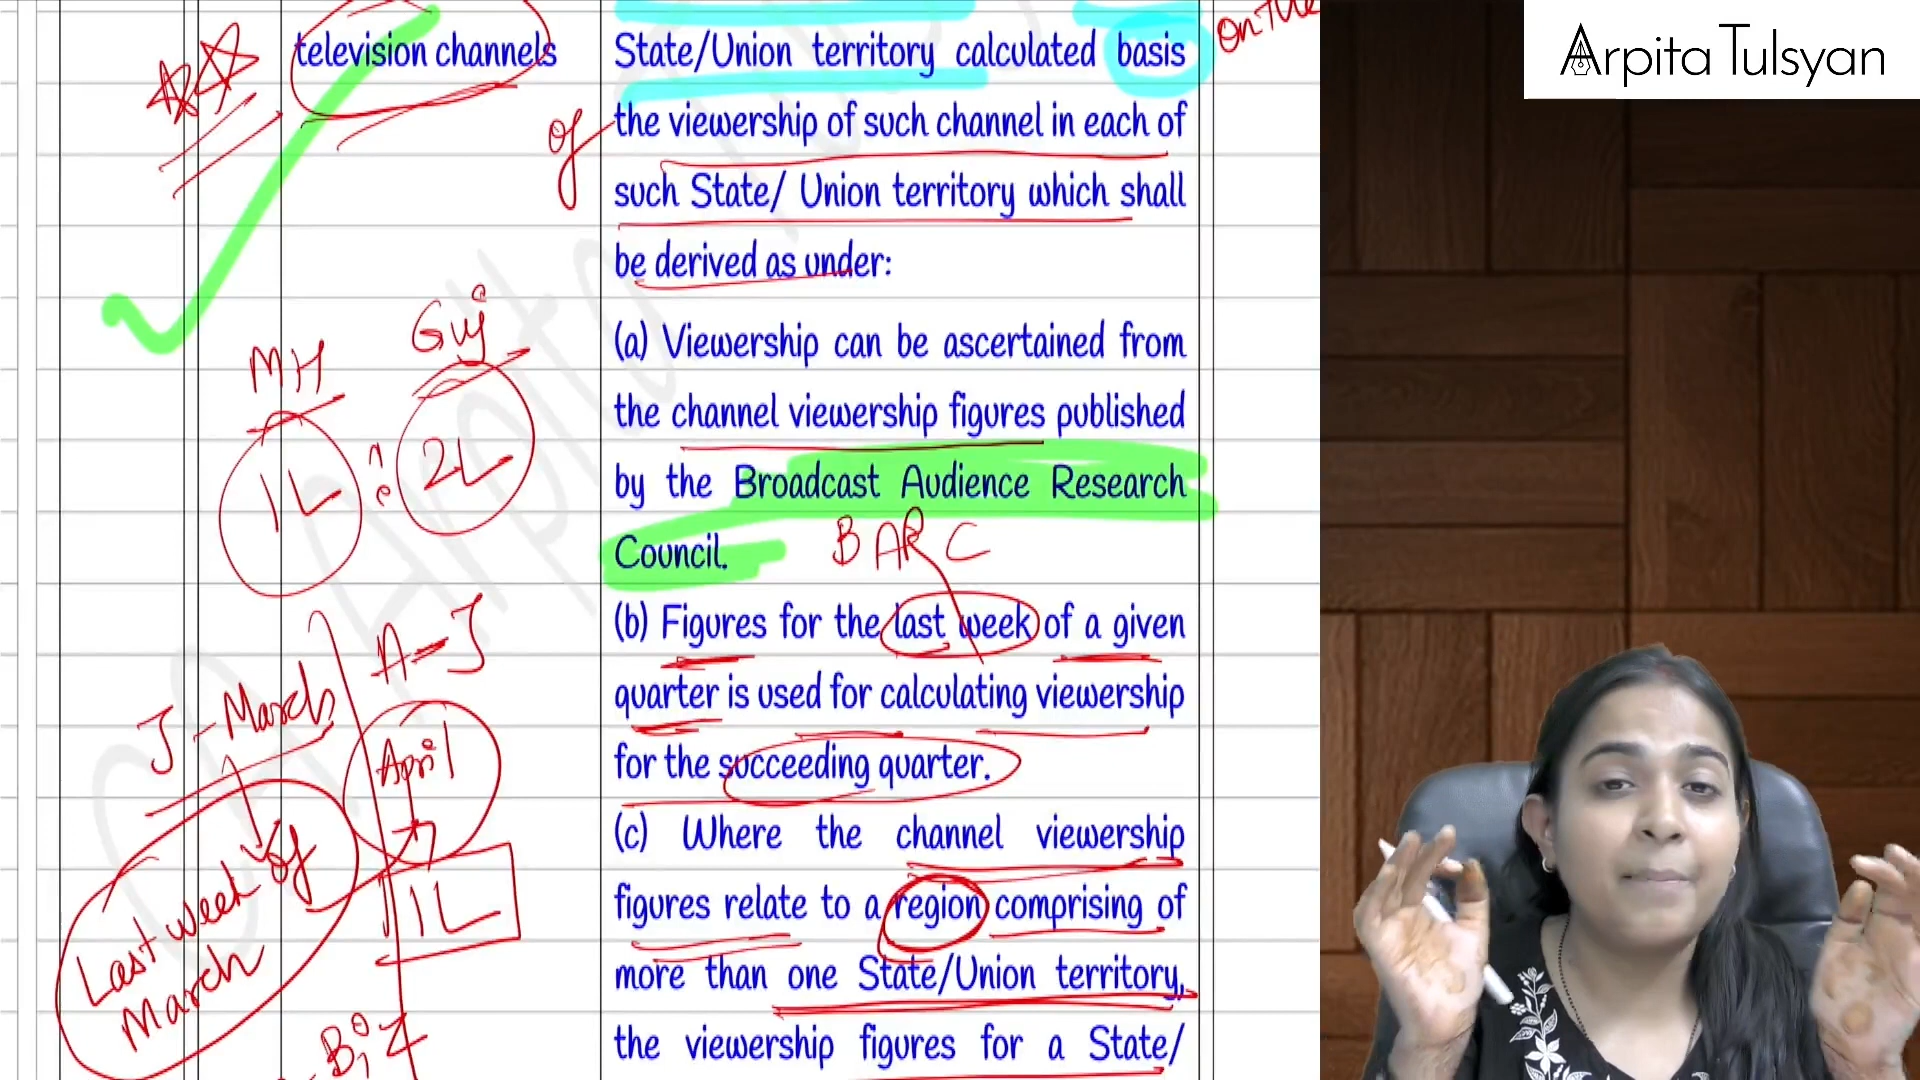 Arpita Tulsyan
on the
television channels
State/Union territory calculated basis
of
the viewership of such channel in each of
such State/ Union territory which shall
be derived as under:
MH
Guj
1L : 2L
(a) Viewership can be ascertained from
the channel viewership figures published
by the Broadcast Audience Research
Council.
BARC
(b) Figures for the last week of a given
quarter is used for calculating viewership
for the succeeding quarter.
J-March
A-J
April
1L
Last week of
March
(c) Where the channel viewership
figures relate to a region comprising of
more than one State/Union territory,
the viewership figures for a State/